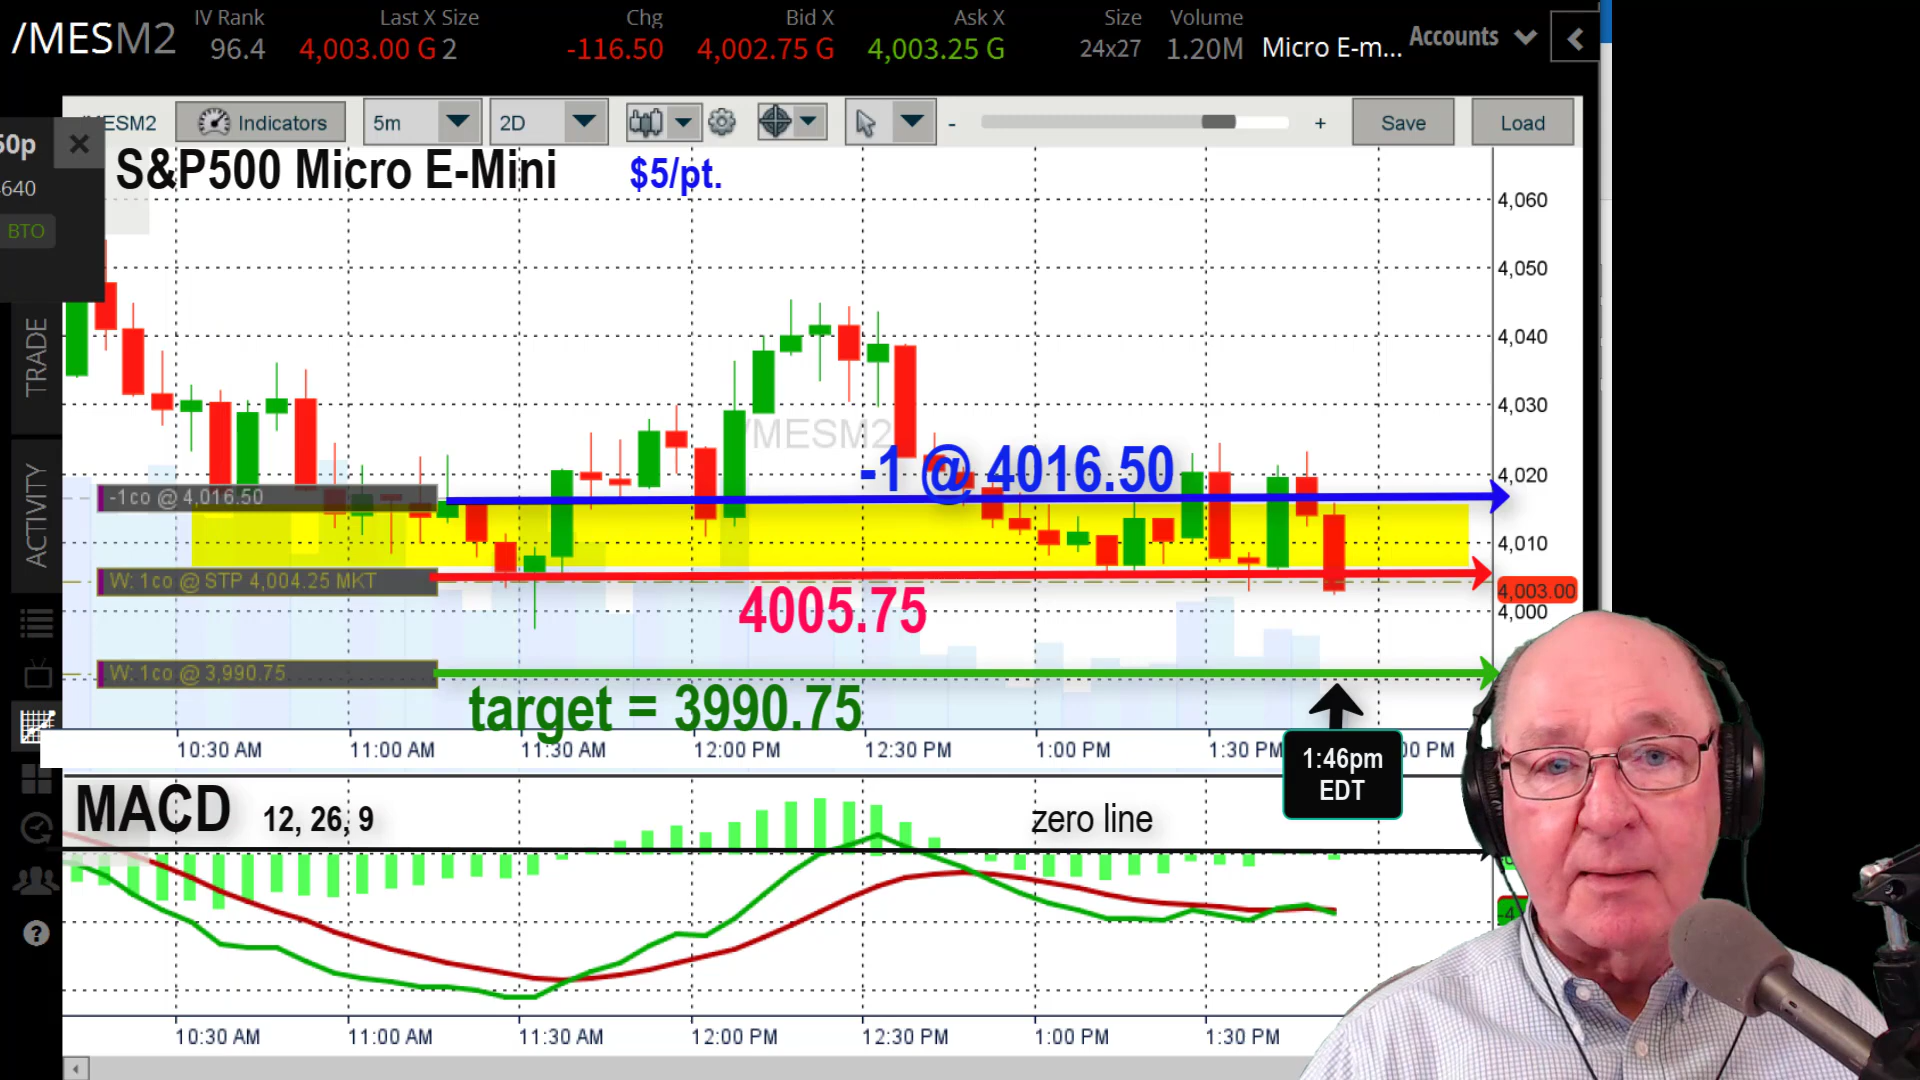 /MESM2
IV Rank
96.4
Last X Size
4,003.00 G 2
Chg
-116.50
Bid X
4,002.75 G
Ask X
4,003.25 G
Size
24x27
Volume
1.20M
Micro E-m...
Accounts
ESM2
Indicators
5m
2D
-
+
Save
Load
50p
640
BTO
TRADE
ACTIVITY
S&P500 Micro E-Mini
$5/pt.
4,060
4,050
4,040
4,030
4,020
4,010
4,003.00
4,000
/MESM2
-1 @ 4016.50
-1co @ 4,016.50
W: 1co @ STP 4,004.25 MKT
4005.75
W: 1co @ 3,990.75
target = 3990.75
10:30 AM
11:00 AM
11:30 AM
12:00 PM
12:30 PM
1:00 PM
1:30 PM
00 PM
1:46pm
EDT
MACD 12, 26, 9
zero line
-4
10:30 AM
11:00 AM
11:30 AM
12:00 PM
12:30 PM
1:00 PM
1:30 PM